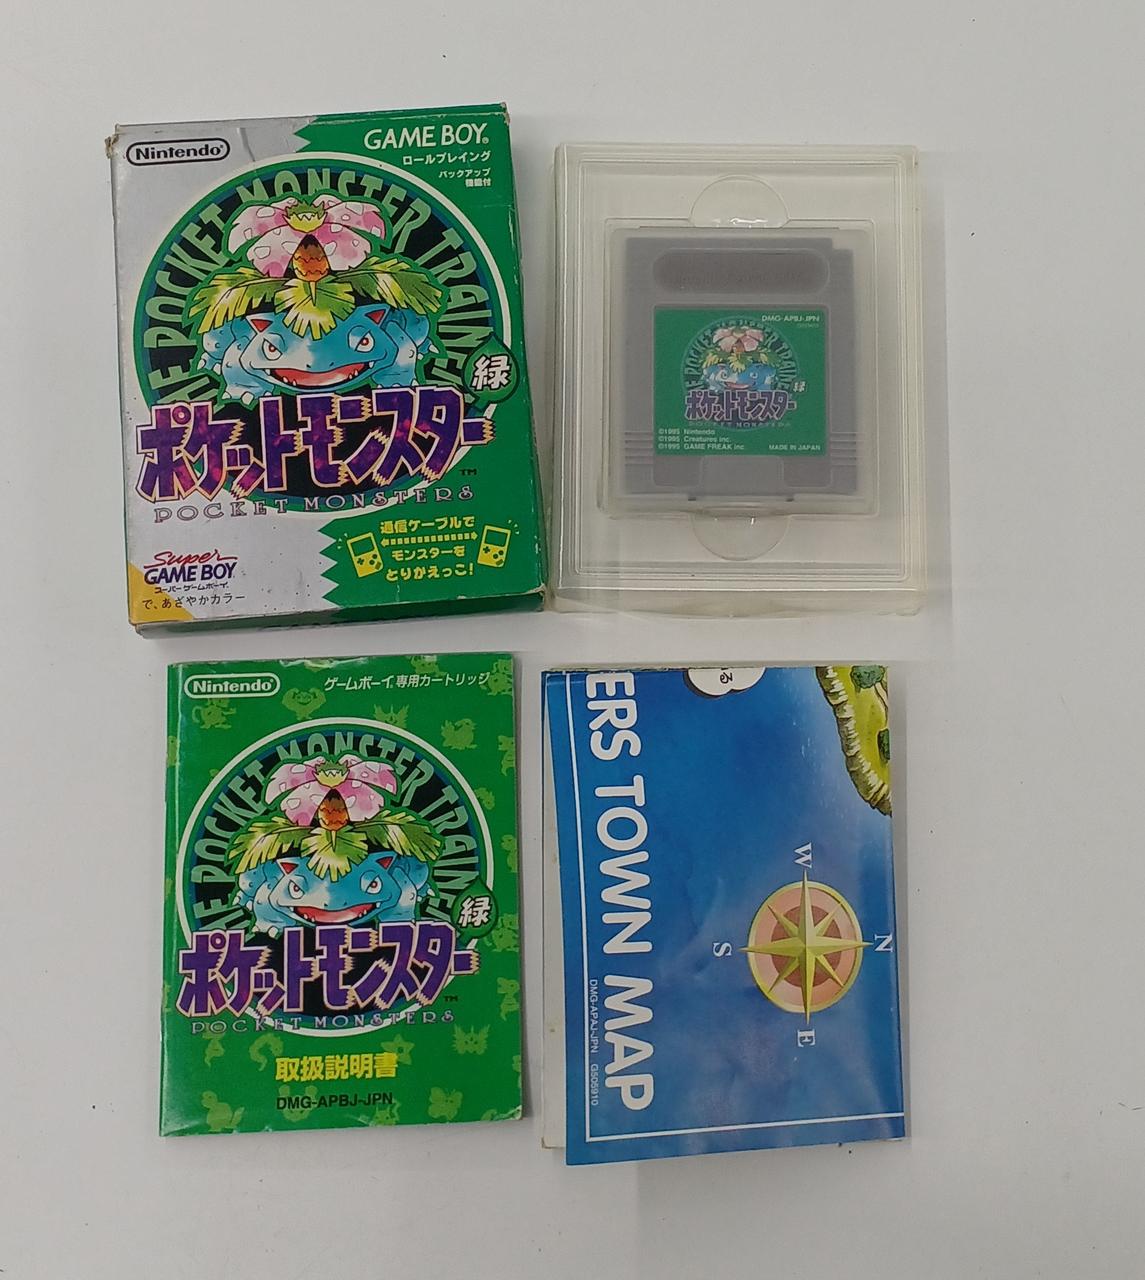 Nintendo®
GAME BOY®
ロールプレイング
バックアップ
機能付
POCKET MONSTER TRAINE
緑
ポケットモンスター
TM
POCKET MONSTERS
通信ケーブルで
モンスターを
とりかえっこ!
Super
GAME BOY
スーパーゲームボーイ
で、あざやかカラー
DMG-APBJ-JPN
POCKET MONSTER TRAINE
緑
ポケットモンスター
POCKET MONSTERS
©1995 Nintendo
©1995 Creatures inc.
©1995 GAME FREAK inc.
MADE IN JAPAN
Nintendo®
ゲームボーイ®専用カートリッジ
POCKET MONSTER TRAINE
緑
ポケットモンスター
TM
POCKET MONSTERS
取扱説明書
DMG-APBJ-JPN
ERS TOWN MAP
DMG-APAJ-JPN G505910
W
N
S
E